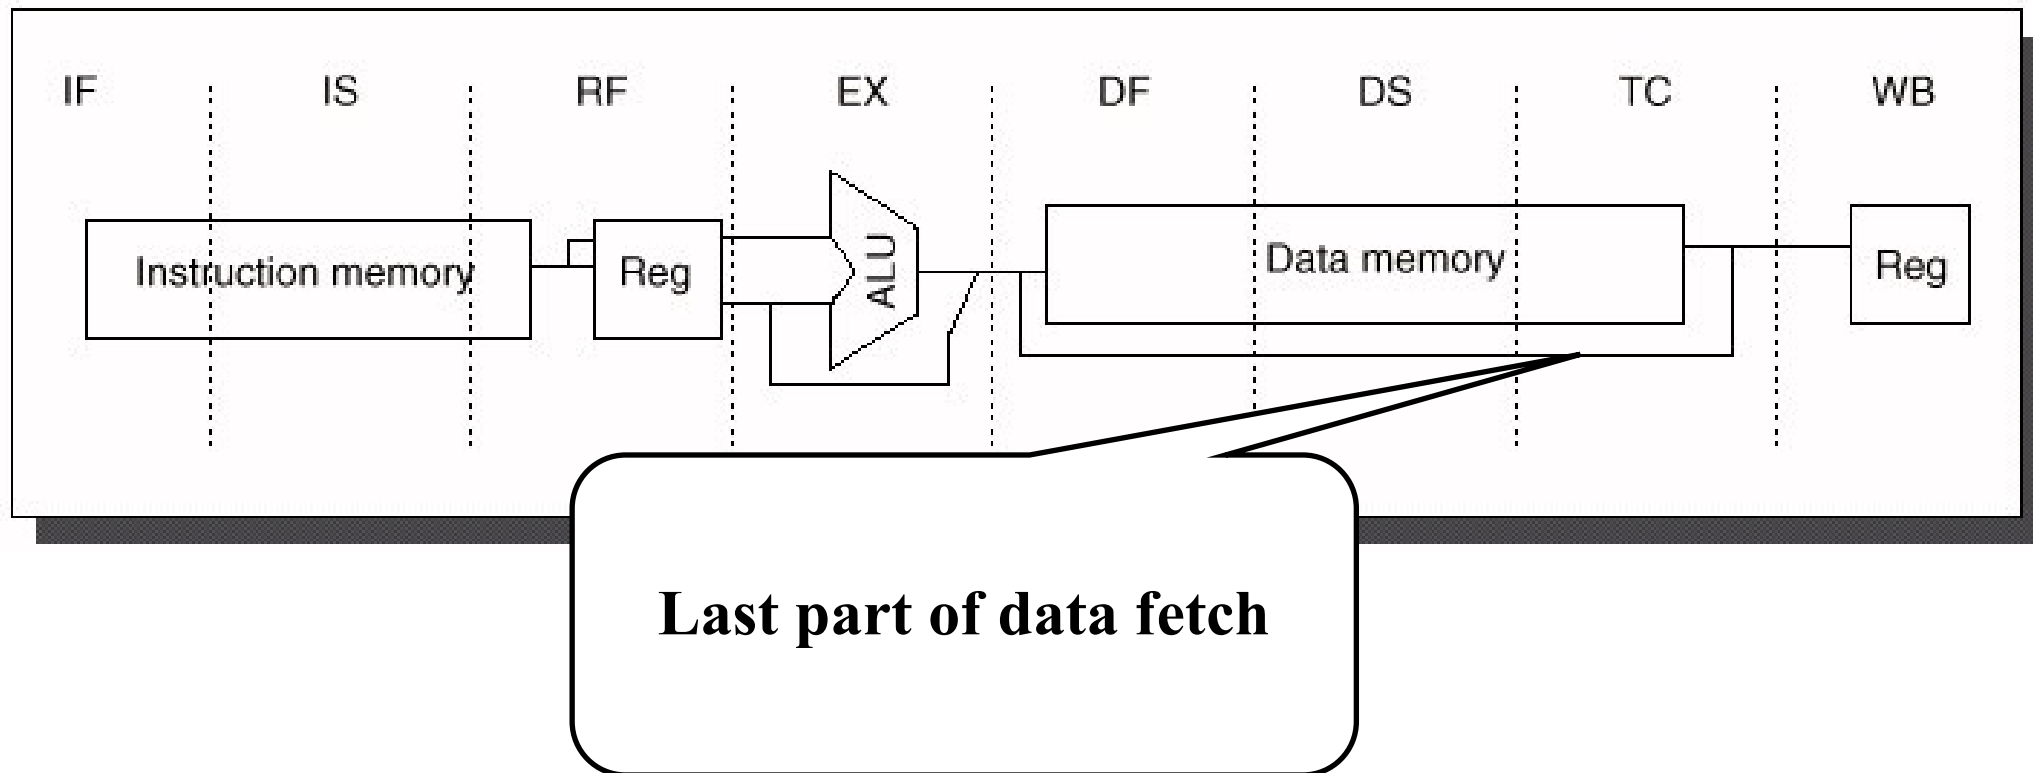 IF IS RF EX DF DS TC WB
Instruction memory Reg ALU Data memory Reg
Last part of data fetch